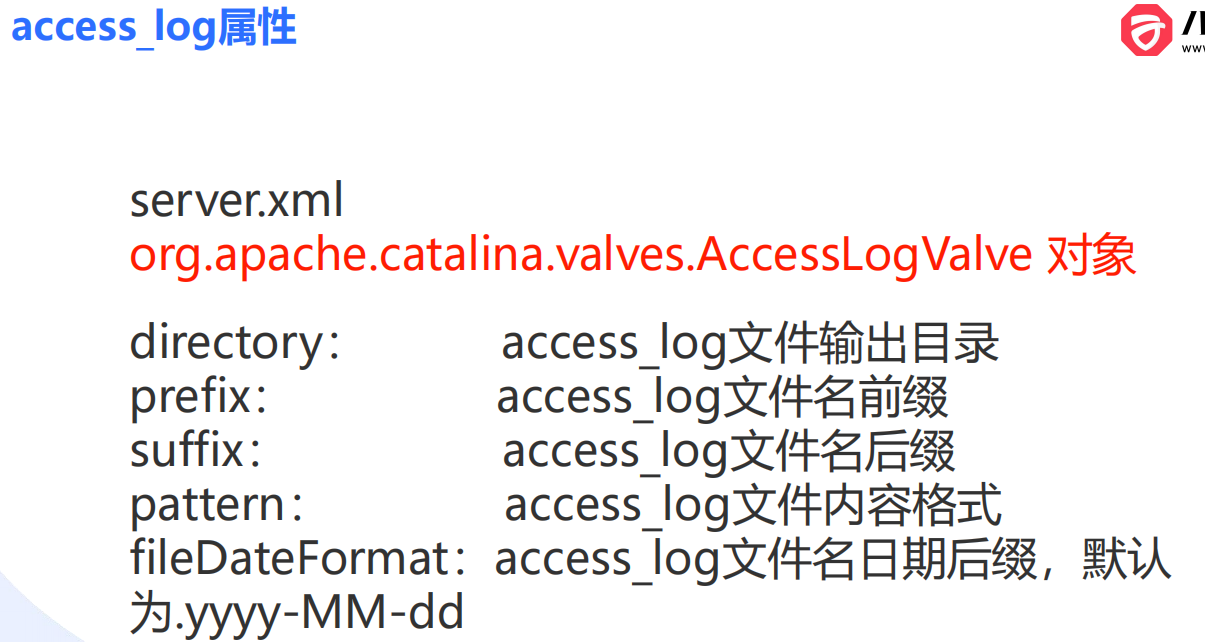 access_log属性
www
server.xml
org.apache.catalina.valves.AccessLogValve 对象
directory： access_log文件输出目录
prefix： access_log文件名前缀
suffix： access_log文件名后缀
pattern： access_log文件内容格式
fileDateFormat：access_log文件名日期后缀，默认
为.yyyy-MM-dd